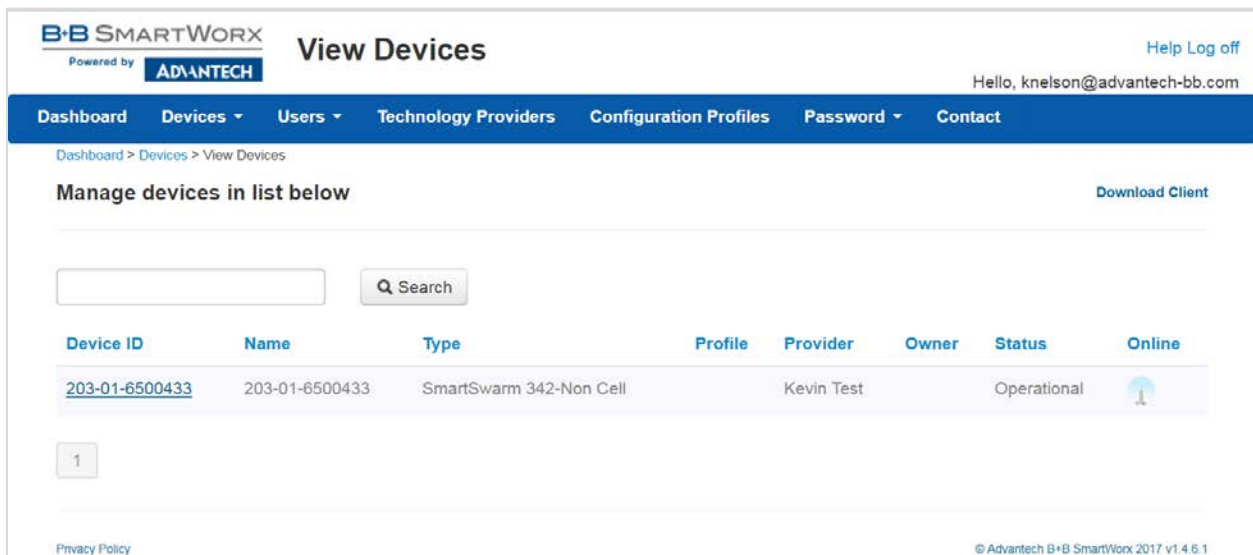 B+B SMARTWORX
Powered by ADVANTECH
View Devices
Help Log off
Hello, knelson@advantech-bb.com
Dashboard Devices Users Technology Providers Configuration Profiles Password Contact
Dashboard > Devices > View Devices
Manage devices in list below
Download Client
Search
Device ID Name Type Profile Provider Owner Status Online
203-01-6500433 203-01-6500433 SmartSwarm 342-Non Cell Kevin Test Operational
1
Privacy Policy
© Advantech B+B SmartWorx 2017 v1.4.6.1